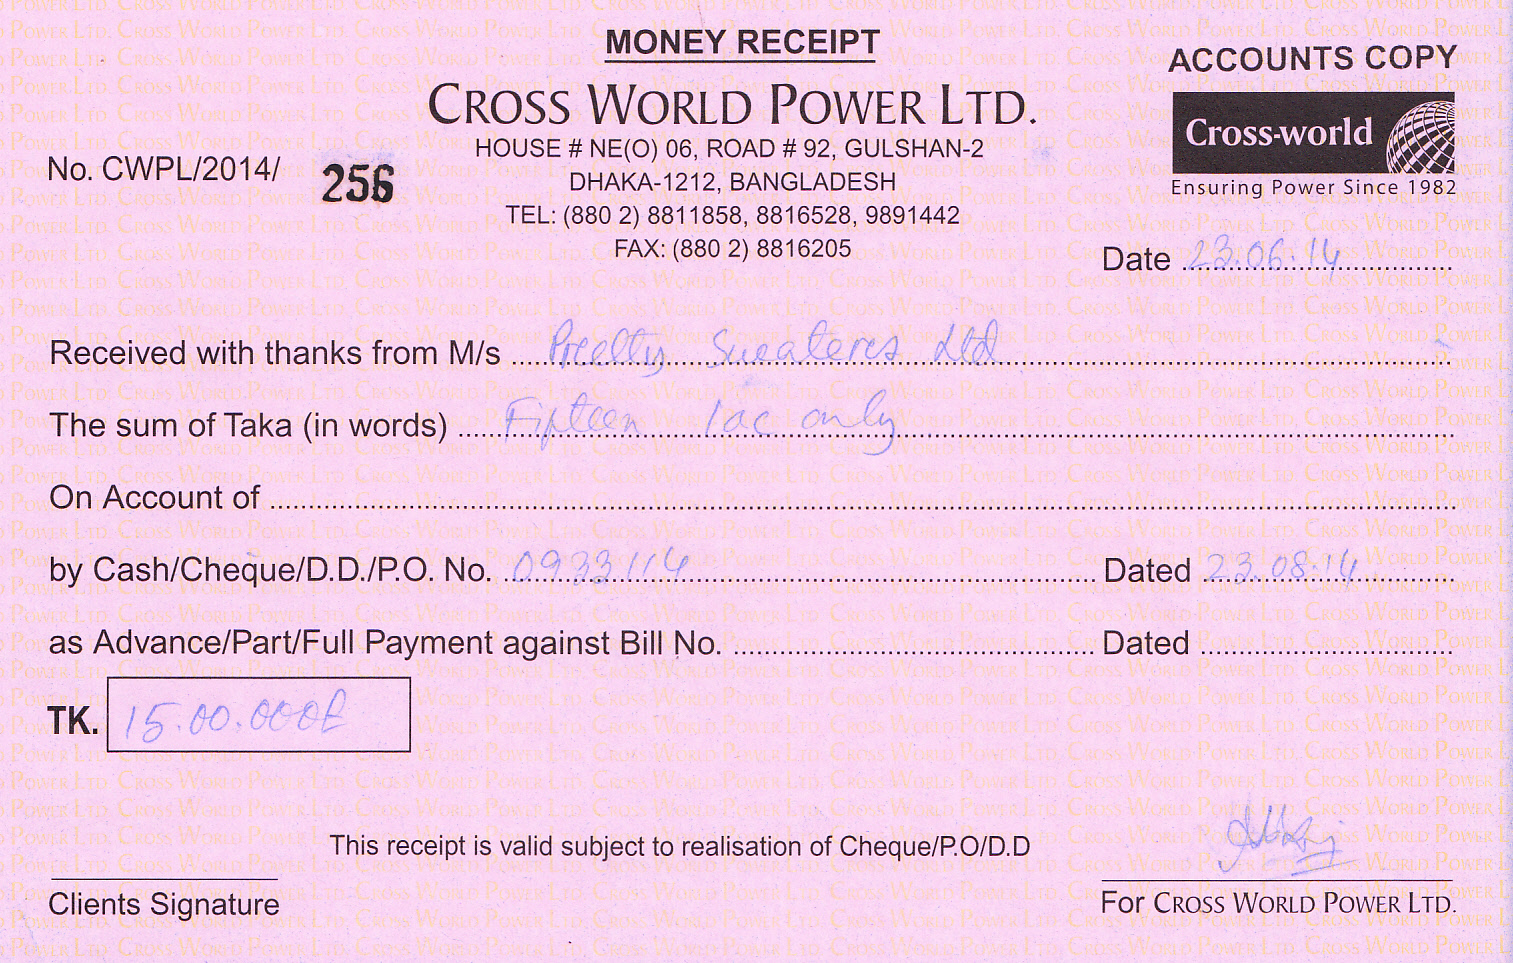 MONEY RECEIPT
ACCOUNTS COPY
CROSS WORLD POWER LTD.
Cross-world
Ensuring Power Since 1982
HOUSE # NE(O) 06, ROAD # 92, GULSHAN-2
No. CWPL/2014/ 256
DHAKA-1212, BANGLADESH
TEL: (880 2) 8811858, 8816528, 9891442
FAX: (880 2) 8816205
Date 23.06.14
Received with thanks from M/s Preetty Sweateres Ltd
The sum of Taka (in words) Fifteen lac only
On Account of
by Cash/Cheque/D.D./P.O. No. 0933114 Dated 23.08.14
as Advance/Part/Full Payment against Bill No. Dated
TK. 15.00.000
This receipt is valid subject to realisation of Cheque/P.O/D.D
Clients Signature
For CROSS WORLD POWER LTD.